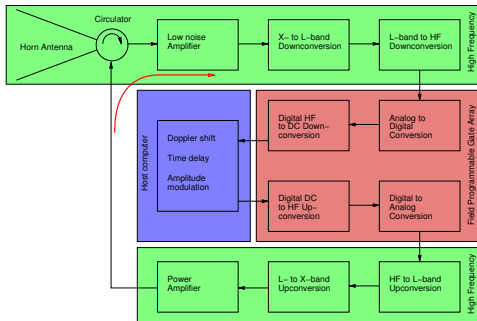 Circulator
Horn Antenna
Low noise
Amplifier
X- to L-band
Downconversion
L-band to HF
Downconversion
High Frequency
Host computer
Doppler shift
Time delay
Amplitude
modulation
Digital HF
to DC Down-
conversion
Analog to
Digital
Conversion
Field Programmable Gate Array
Digital DC
to HF Up-
conversion
Digital to
Analog
Conversion
Power
Amplifier
L- to X-band
Upconversion
HF to L-band
Upconversion
High Frequency